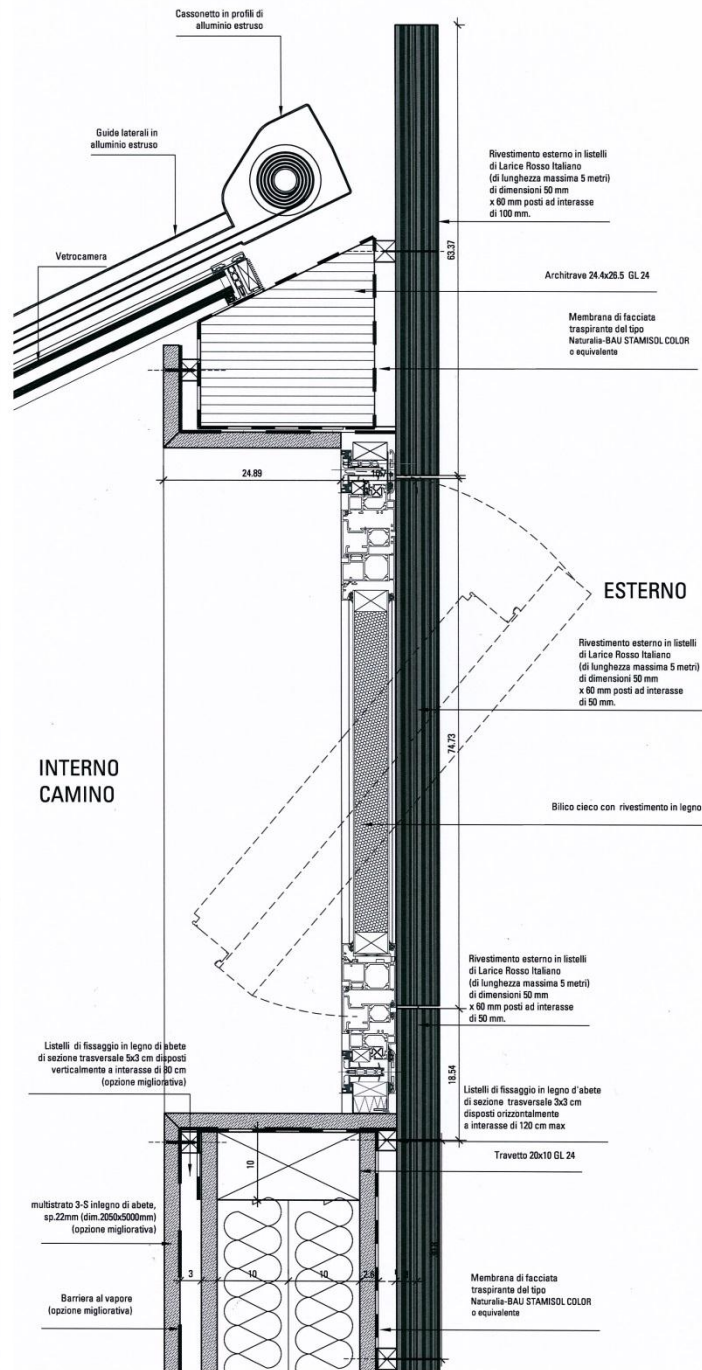 Cassonetto in profili di
alluminio estruso
Guide laterali in
alluminio estruso
Vetrocamera
Rivestimento esterno in listelli
di Larice Rosso Italiano
(di lunghezza massima 5 metri)
di dimensioni 50 mm
x 60 mm posti ad interasse
di 100 mm.
63.37
Architrave 24.4x26.5 GL 24
Membrana di facciata
traspirante del tipo
Naturalia-BAU STAMISOL COLOR
o equivalente
24.89
ESTERNO
Rivestimento esterno in listelli
di Larice Rosso Italiano
(di lunghezza massima 5 metri)
di dimensioni 50 mm
x 60 mm posti ad interasse
di 50 mm.
74.73
INTERNO
CAMINO
Bilico cieco con rivestimento in legno
Rivestimento esterno in listelli
di Larice Rosso Italiano
(di lunghezza massima 5 metri)
di dimensioni 50 mm
x 60 mm posti ad interasse
di 50 mm.
18.54
Listelli di fissaggio in legno di abete
di sezione trasversale 5x3 cm disposti
verticalmente a interasse di 80 cm
(opzione migliorativa)
Listelli di fissaggio in legno d'abete
di sezione trasversale 3x3 cm
disposti orizzontalmente
a interasse di 120 cm max
Travetto 20x10 GL 24
10
multistrato 3-S inlegno di abete,
sp.22mm (dim.2050x5000mm)
(opzione migliorativa)
3 10 10 2.6
Barriera al vapore
(opzione migliorativa)
Membrana di facciata
traspirante del tipo
Naturalia-BAU STAMISOL COLOR
o equivalente